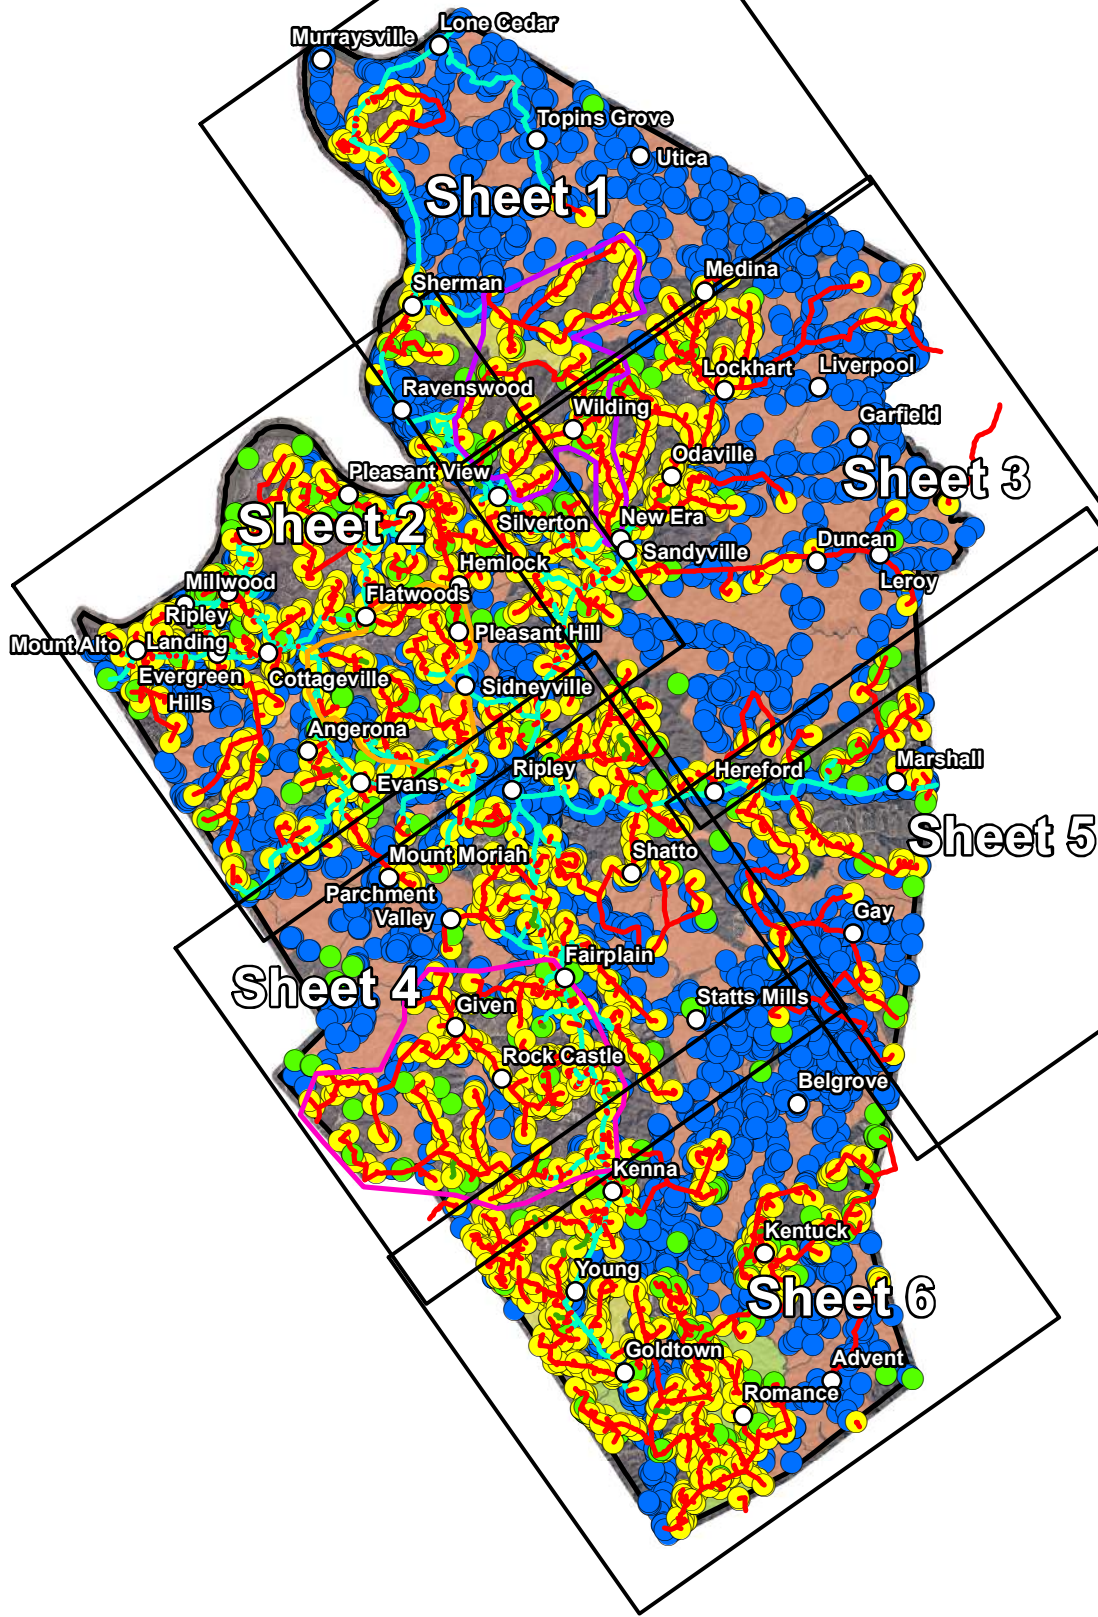 Lone Cedar
Murraysville
Topins Grove
Utica
Sheet 1
Medina
Sherman
Lockhart
Liverpool
Ravenswood
Wilding
Garfield
Odaville
Pleasant View
Sheet 3
Sheet 2
Silverton
New Era
Duncan
Sandyville
Hemlock
Millwood
Leroy
Flatwoods
Ripley
Landing
Pleasant Hill
Mount Alto
Evergreen
Hills
Cottageville
Sidneyville
Angerona
Marshall
Ripley
Hereford
Evans
Sheet 5
Mount Moriah
Shatto
Parchment
Valley
Gay
Fairplain
Sheet 4
Given
Statts Mills
Rock Castle
Belgrove
Kenna
Kentuck
Young
Sheet 6
Goldtown
Advent
Romance